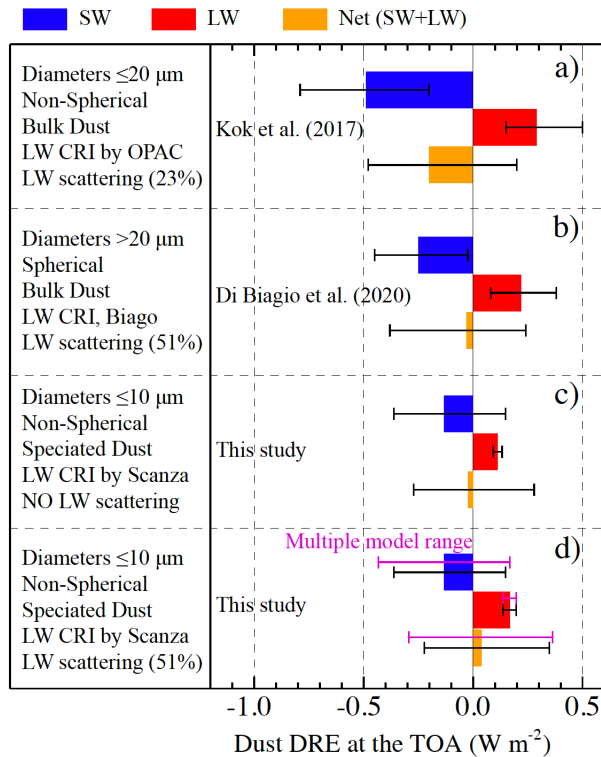 SW LW Net (SW+LW)
a)
Diameters ≤20 μm
Non-Spherical
Bulk Dust
LW CRI by OPAC
LW scattering (23%)
Kok et al. (2017)
b)
Diameters >20 μm
Spherical
Bulk Dust
LW CRI, Biago
LW scattering (51%)
Di Biagio et al. (2020)
c)
Diameters ≤10 μm
Non-Spherical
Speciated Dust
LW CRI by Scanza
NO LW scattering
This study
Multiple model range
d)
Diameters ≤10 μm
Non-Spherical
Speciated Dust
LW CRI by Scanza
LW scattering (51%)
This study
-1.0 -0.5 0.0 0.5
Dust DRE at the TOA (W m⁻²)